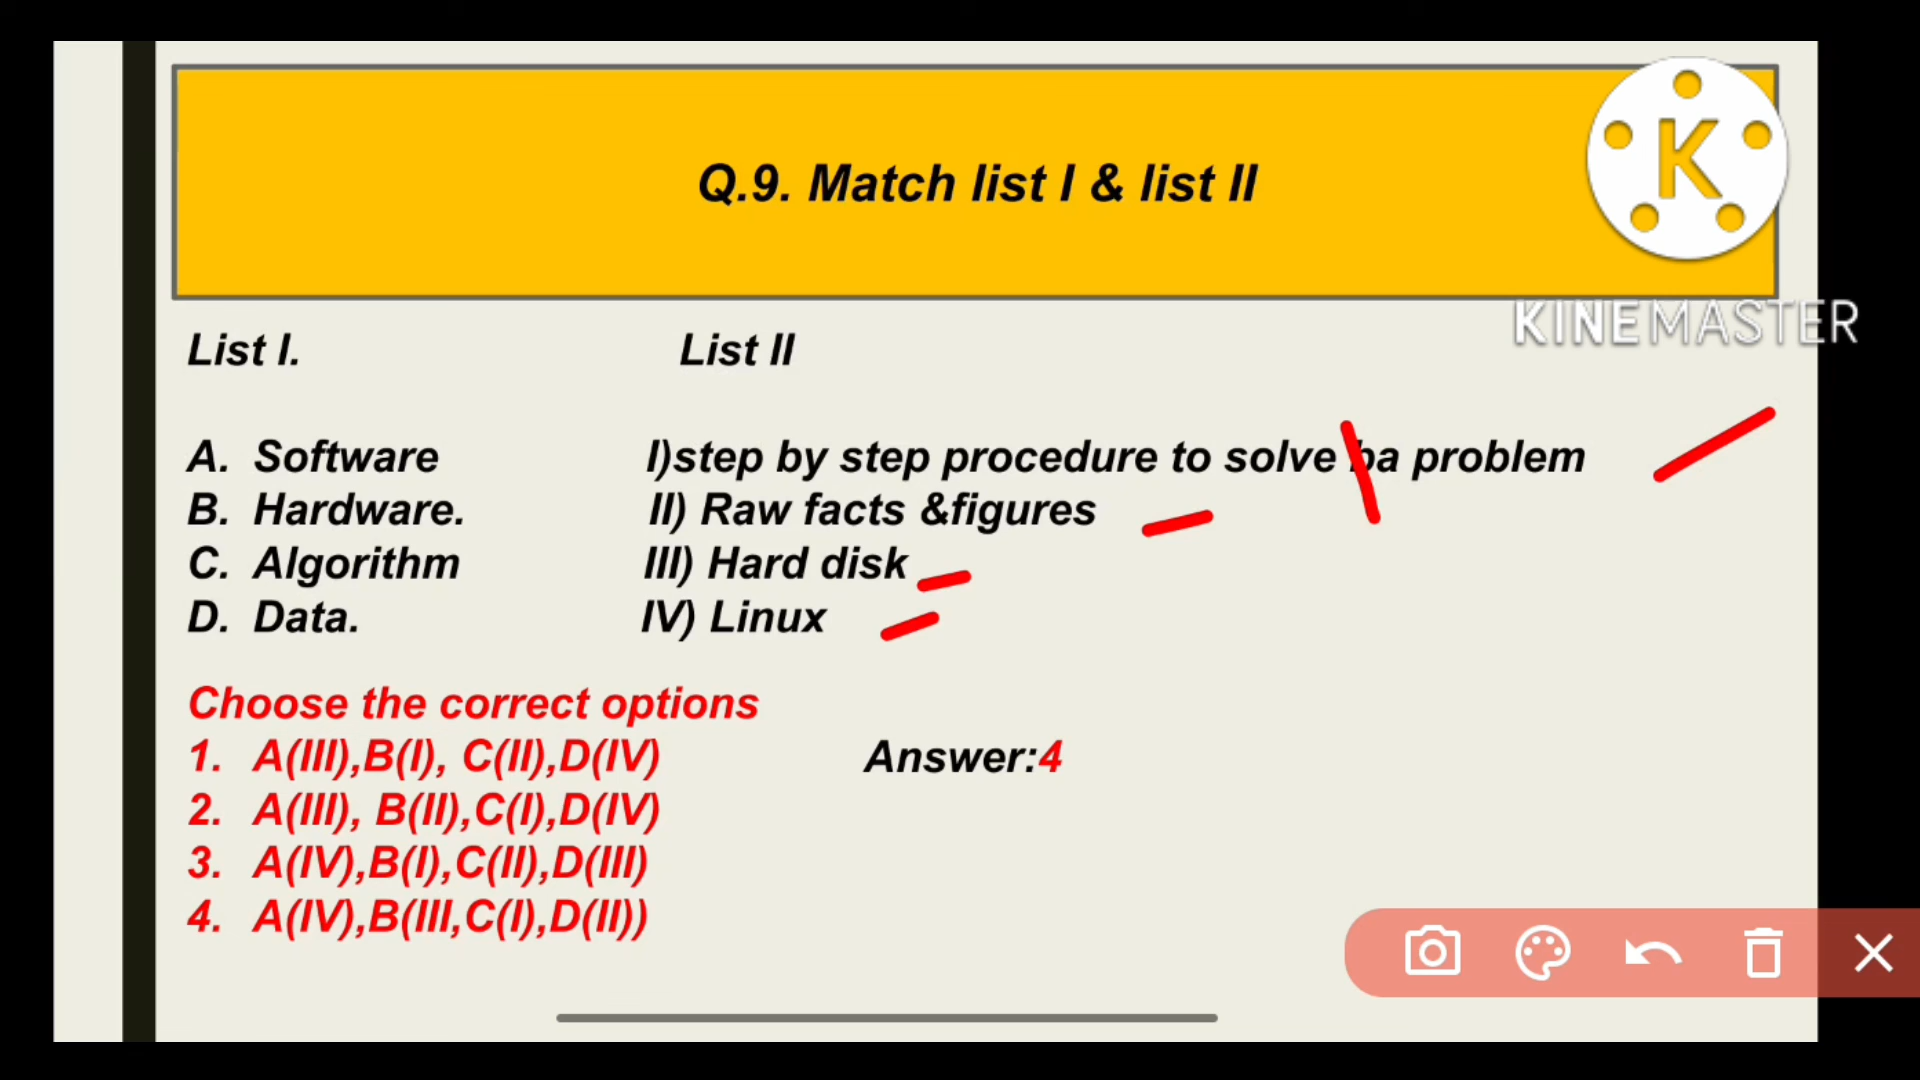 Q.9. Match list I & list II
K
KINEMASTER
List I. List II
A. Software I)step by step procedure to solve ba problem
B. Hardware. II) Raw facts &figures
C. Algorithm III) Hard disk
D. Data. IV) Linux
Choose the correct options
1. A(III),B(I), C(II),D(IV) Answer:4
2. A(III), B(II),C(I),D(IV)
3. A(IV),B(I),C(II),D(III)
4. A(IV),B(III,C(I),D(II))